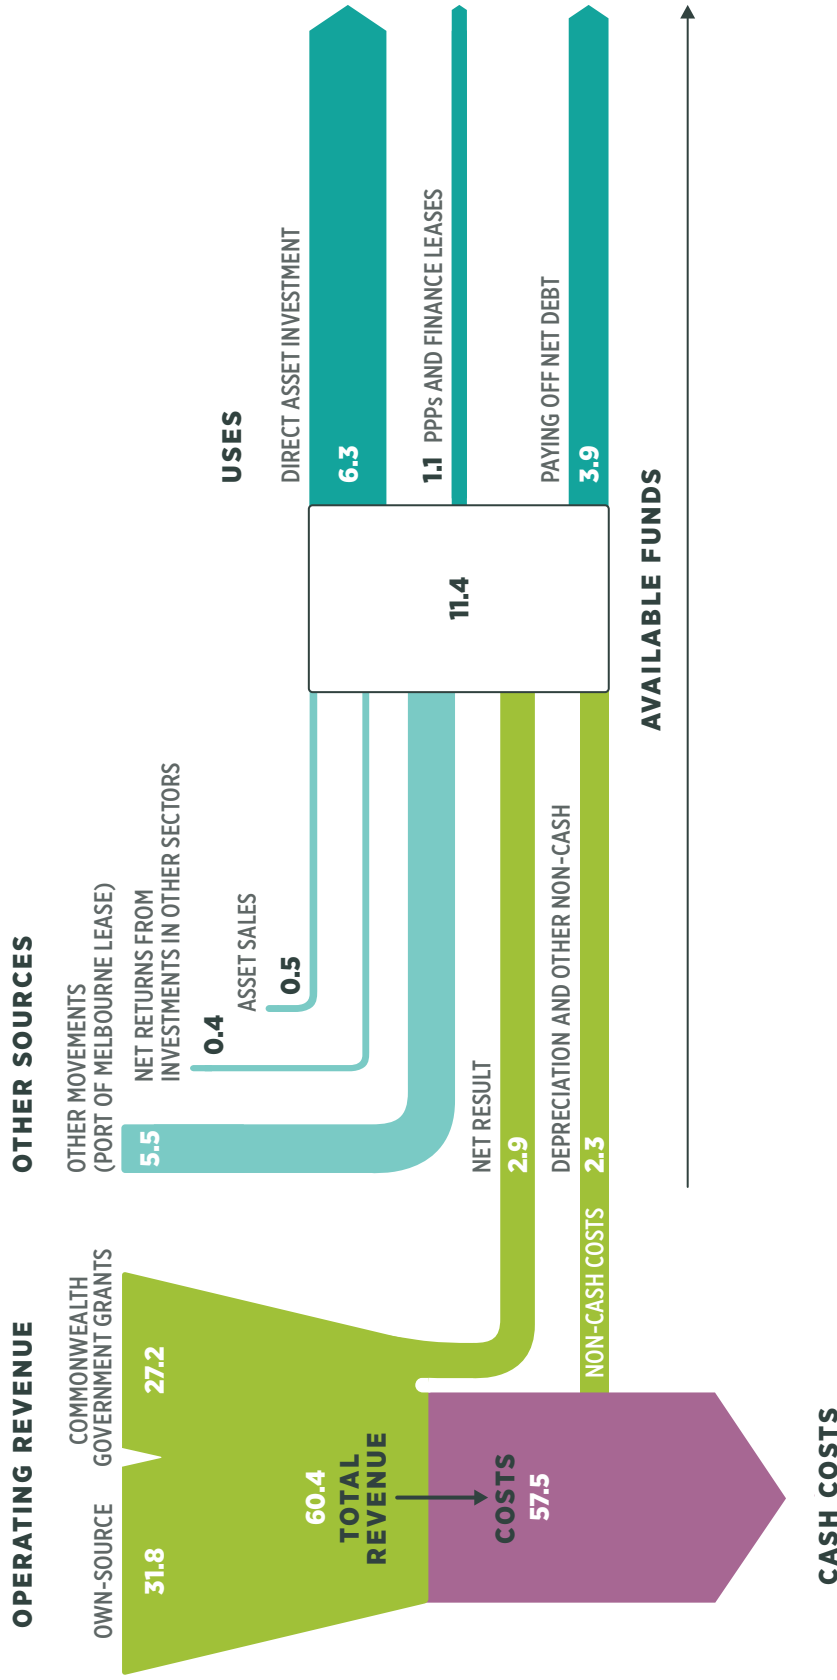 OPERATING REVENUE
OWN-SOURCE
31.8
COMMONWEALTH
GOVERNMENT GRANTS
27.2
60.4
TOTAL
REVENUE
COSTS
57.5
CASH COSTS
OTHER SOURCES
OTHER MOVEMENTS
(PORT OF MELBOURNE LEASE)
5.5
NET RETURNS FROM
INVESTMENTS IN OTHER SECTORS
0.4
ASSET SALES
0.5
NET RESULT
2.9
DEPRECIATION AND OTHER NON-CASH
NON-CASH COSTS
2.3
11.4
AVAILABLE FUNDS
USES
DIRECT ASSET INVESTMENT
6.3
1.1 PPPs AND FINANCE LEASES
PAYING OFF NET DEBT
3.9